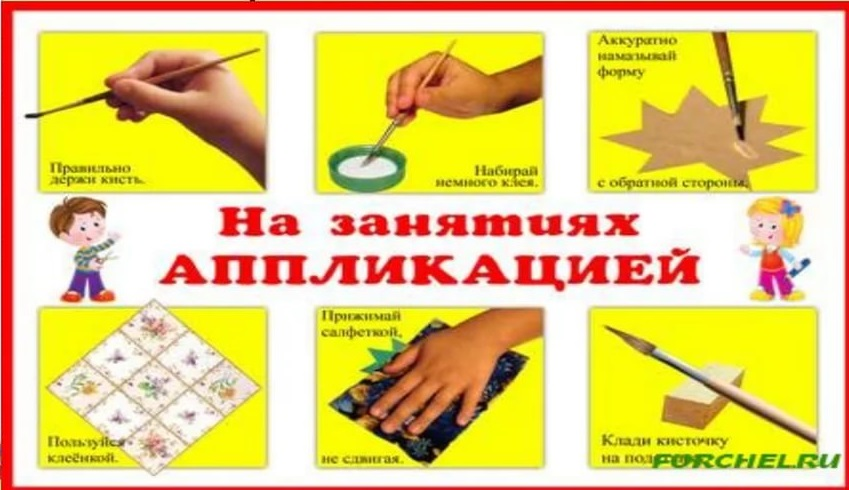 Правильно
держи кисть.
Набирай
немного клея.
Аккуратно
намазывай
форму
с обратной стороны.
На занятиях
АППЛИКАЦИЕЙ
Пользуйся
клеёнкой.
Прижимай
салфеткой,
не сдвигая.
Клади кисточку
на
FORCHEL.RU